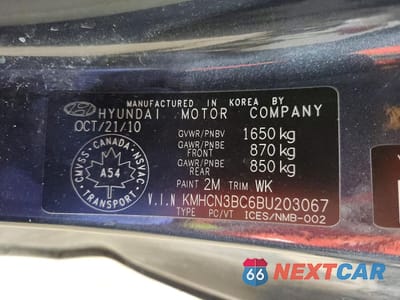 MANUFACTURED IN KOREA BY
HYUNDAI MOTOR COMPANY
OCT/21/10
GVWR/PNBV 1650 kg
GAWR/PNBE FRONT 870 kg
GAWR/PNBE REAR 850 kg
PAINT 2M TRIM WK
V.I.N KMHCN3BC6BU203067
TYPE PC/VT ICES/NMB-002
CMVSS-CANADA-NSVAC
A54
TRANSPORT
66 NEXTCAR